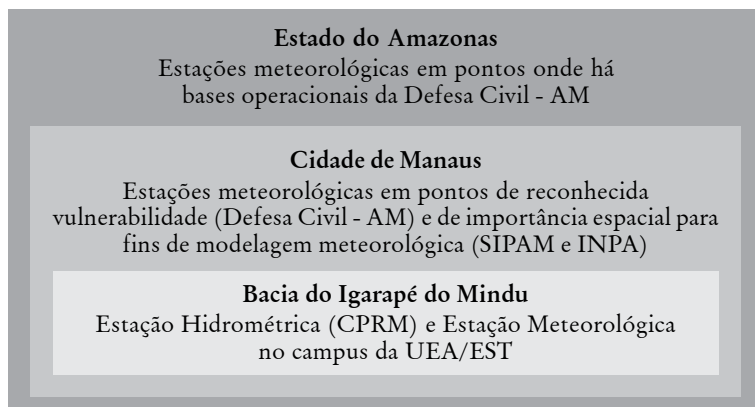 Estado do Amazonas
Estações meteorológicas em pontos onde há
bases operacionais da Defesa Civil - AM
Cidade de Manaus
Estações meteorológicas em pontos de reconhecida
vulnerabilidade (Defesa Civil - AM) e de importância espacial para
fins de modelagem meteorológica (SIPAM e INPA)
Bacia do Igarapé do Mindu
Estação Hidrométrica (CPRM) e Estação Meteorológica
no campus da UEA/EST